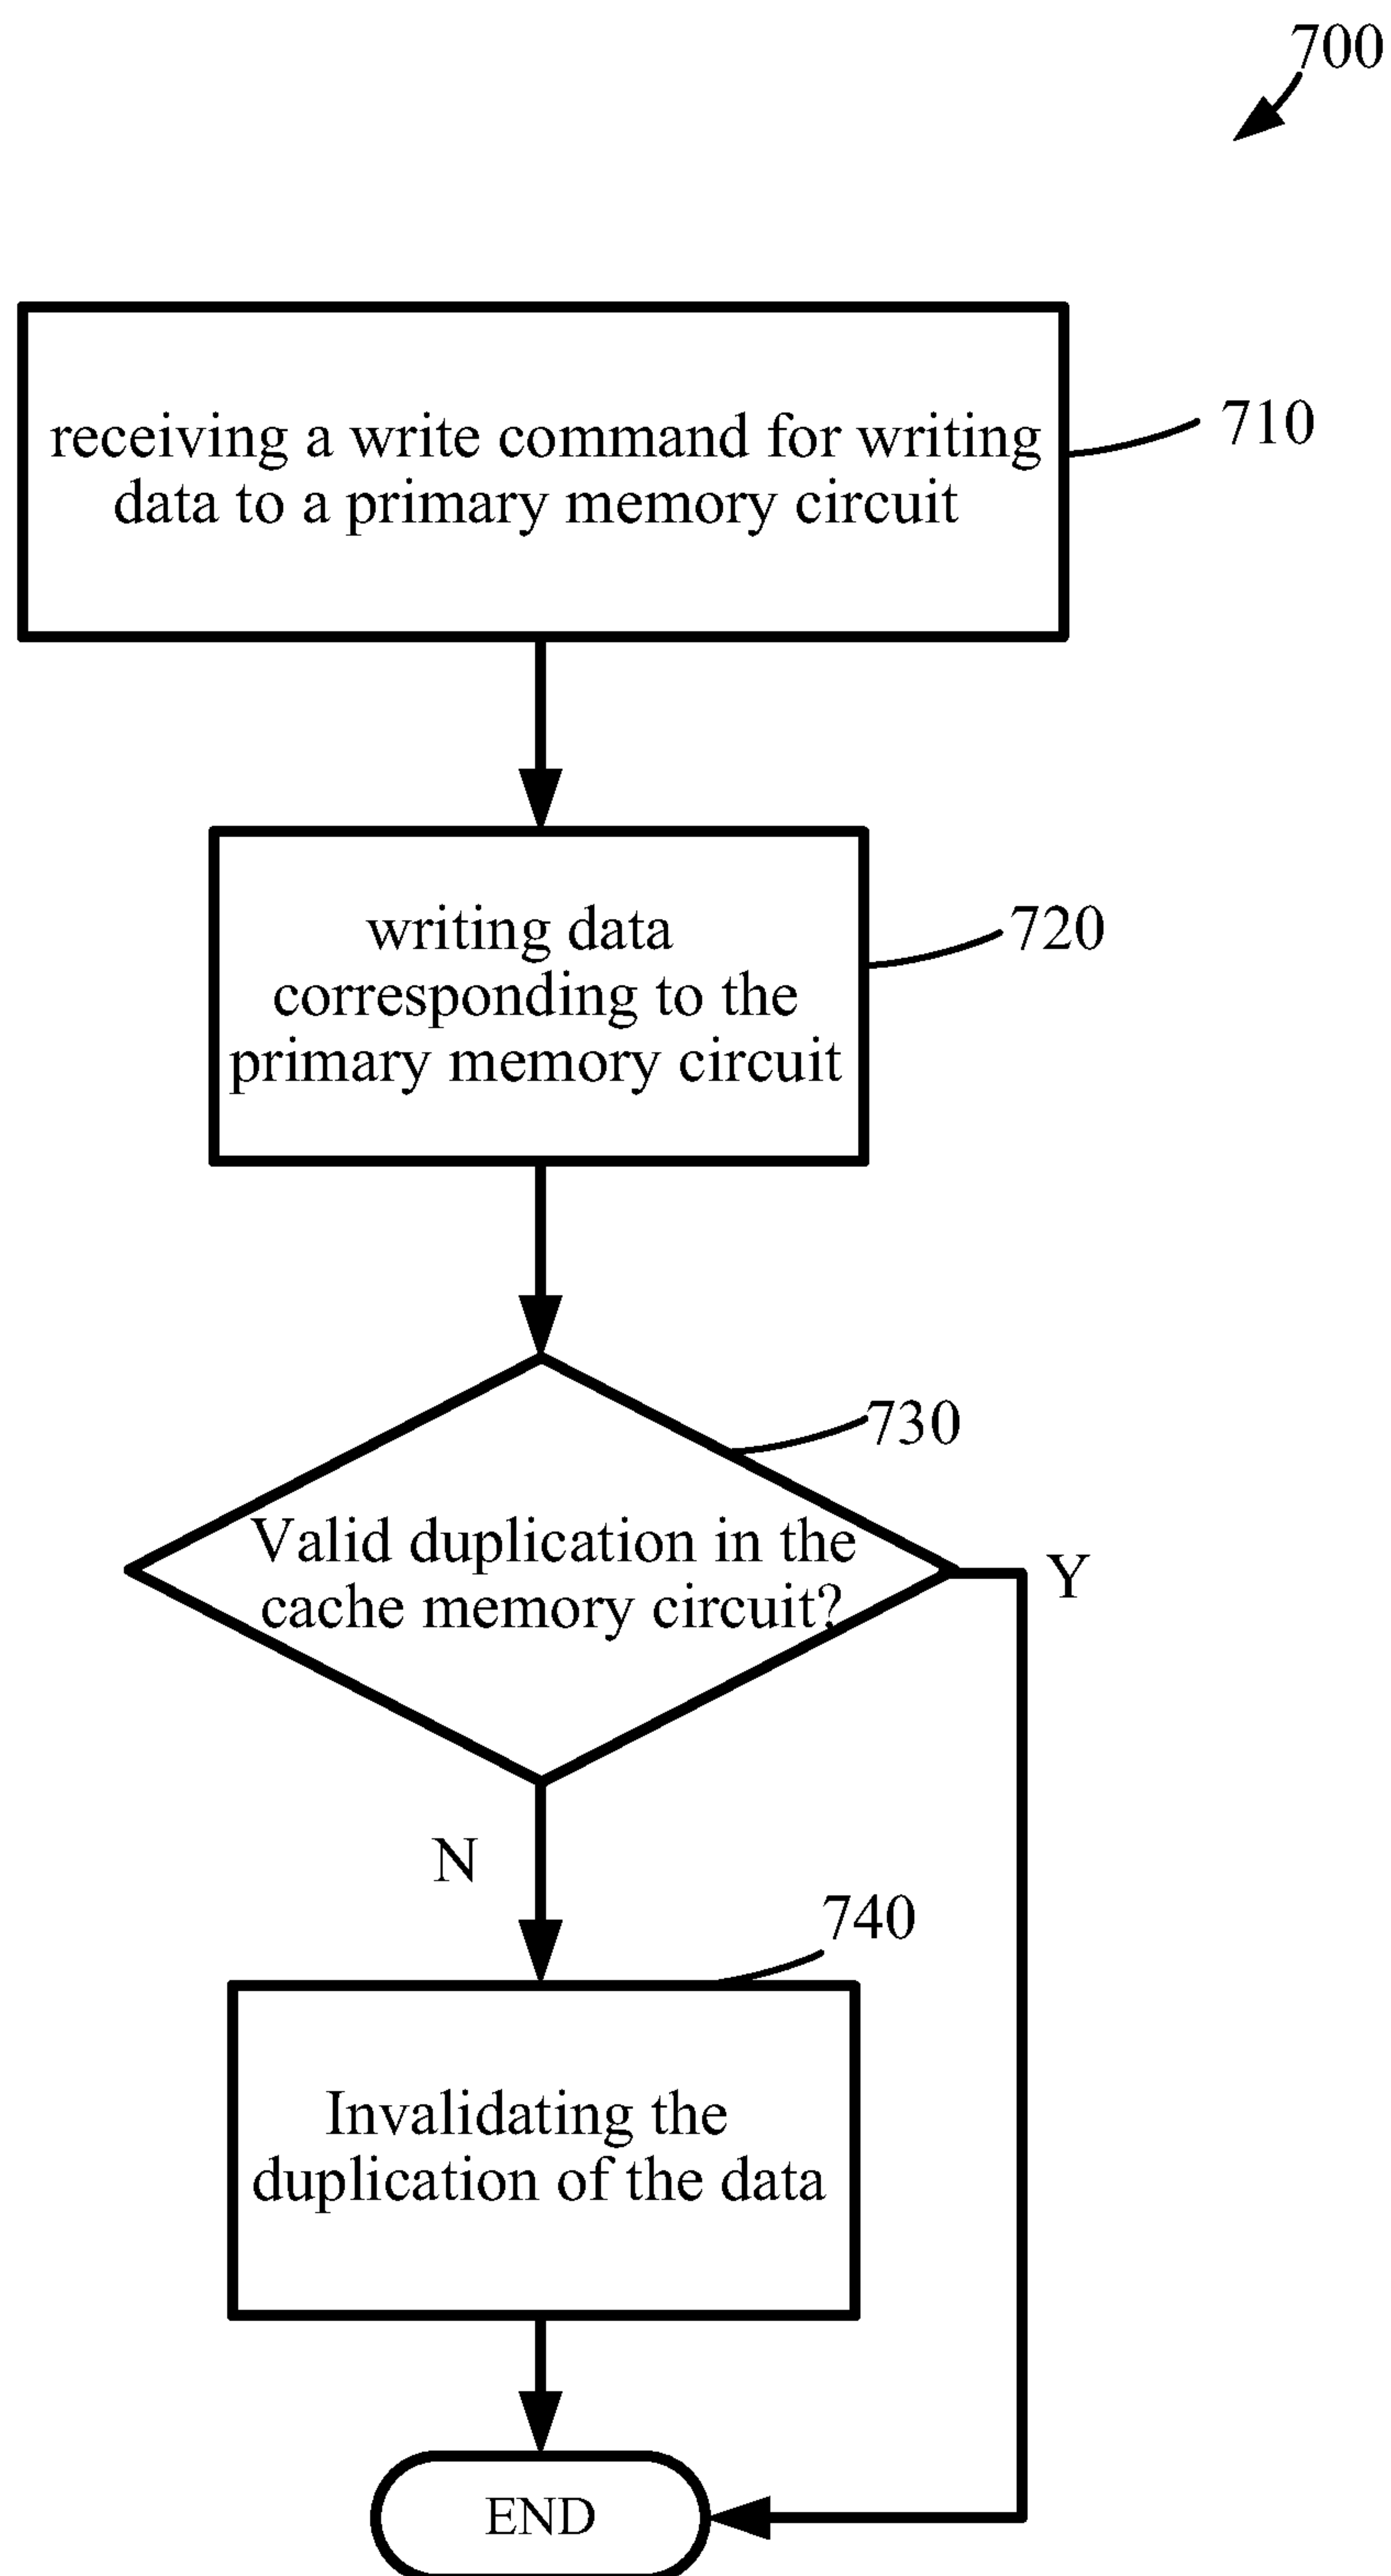 700
receiving a write command for writing
data to a primary memory circuit
710
writing data
corresponding to the
primary memory circuit
720
730
Valid duplication in the
cache memory circuit?
Y
N
740
Invalidating the
duplication of the data
END